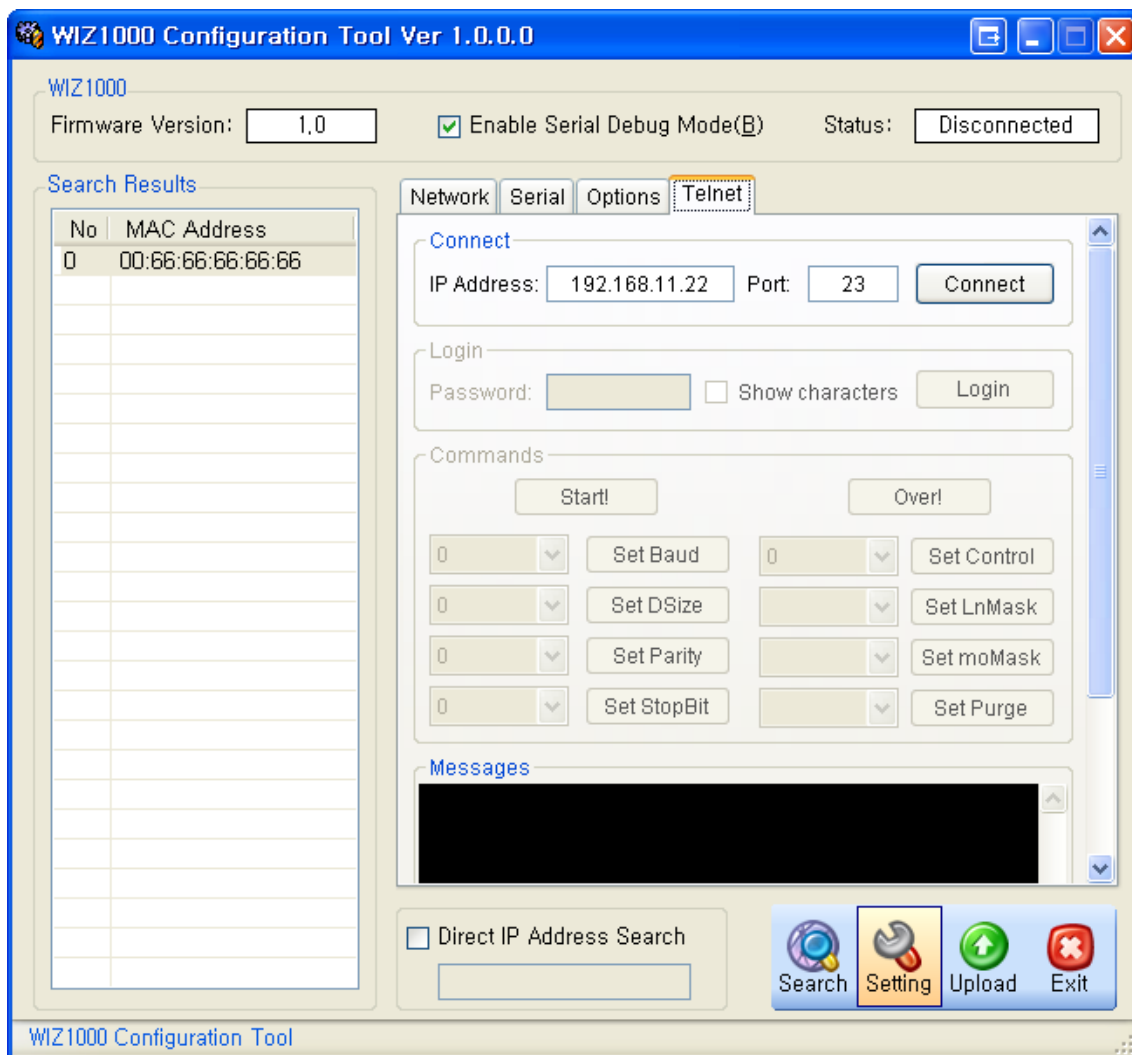 WIZ1000 Configuration Tool Ver 1.0.0.0
WIZ1000
Firmware Version: 1.0 Enable Serial Debug Mode(B) Status: Disconnected
Search Results
No MAC Address
0 00:66:66:66:66:66
Network Serial Options Telnet
Connect
IP Address: 192.168.11.22 Port: 23 Connect
Login
Password: Show characters Login
Commands
Start! Over!
0 Set Baud 0 Set Control
0 Set DSize Set LnMask
0 Set Parity Set moMask
0 Set StopBit Set Purge
Messages
Direct IP Address Search
Search Setting Upload Exit
WIZ1000 Configuration Tool